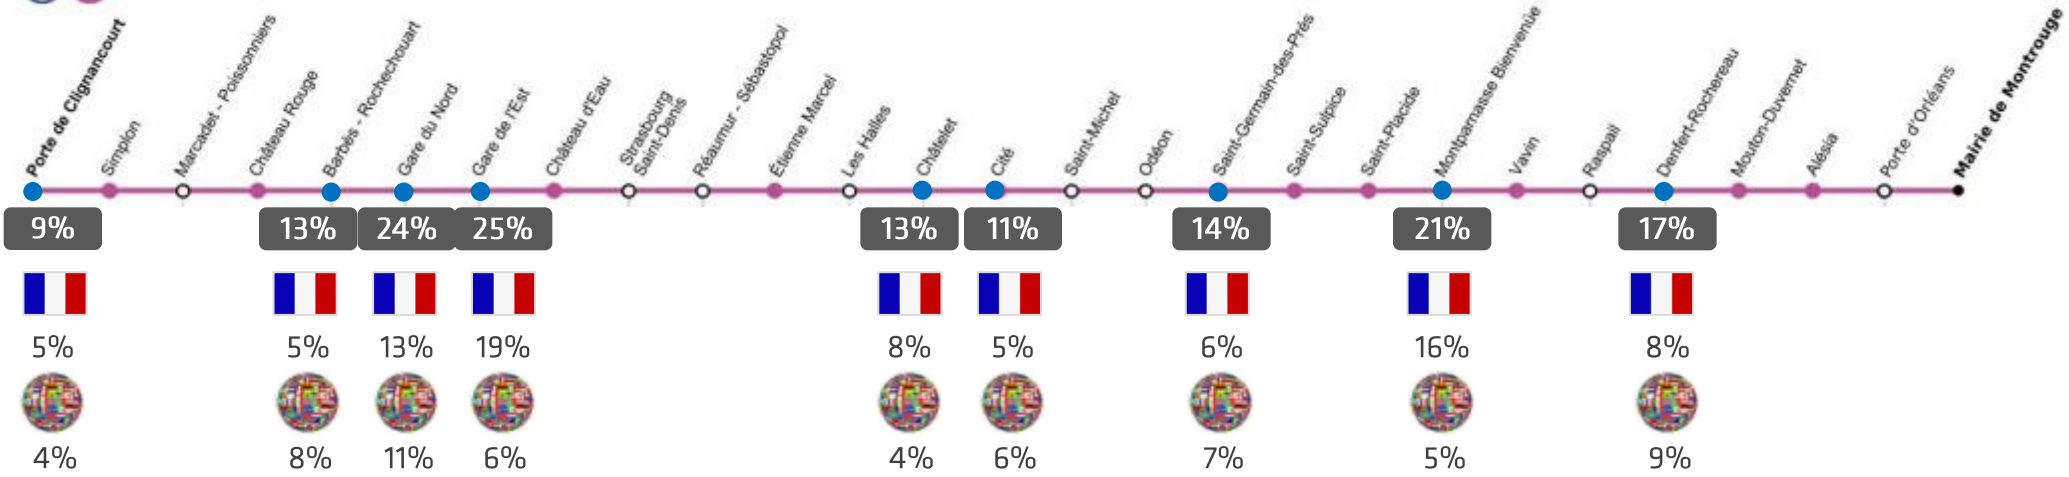 Porte de Clignancourt
Simplon
Marcadet - Poissonniers
Château Rouge
Barbès - Rochechouart
Gare du Nord
Gare de l'Est
Château d'Eau
Strasbourg
Saint-Denis
Réaumur - Sébastopol
Étienne Marcel
Les Halles
Châtelet
Cité
Saint-Michel
Odéon
Saint-Germain-des-Prés
Saint-Sulpice
Saint-Placide
Montparnasse Bienvenüe
Vavin
Raspail
Denfert-Rochereau
Mouton-Duvernet
Alésia
Porte d'Orléans
Mairie de Montrouge
9% 13% 24% 25% 13% 11% 14% 21% 17%
5% 5% 13% 19% 8% 5% 6% 16% 8%
4% 8% 11% 6% 4% 6% 7% 5% 9%